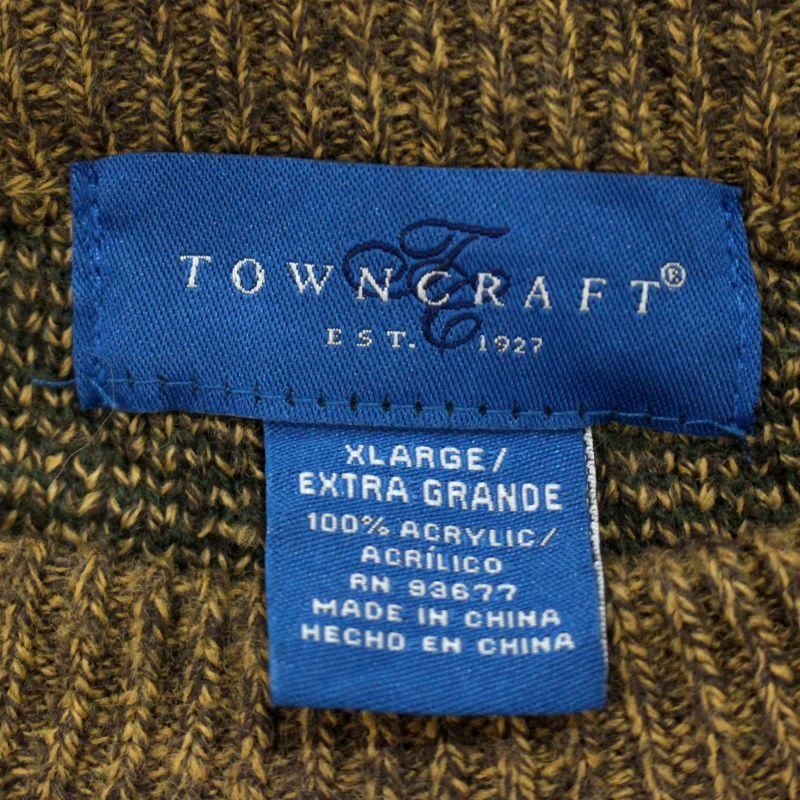 TOWNCRAFT®
EST. 1927
XLARGE/
EXTRA GRANDE
100% ACRYLIC/
ACRÍLICO
RN 93677
MADE IN CHINA
HECHO EN CHINA